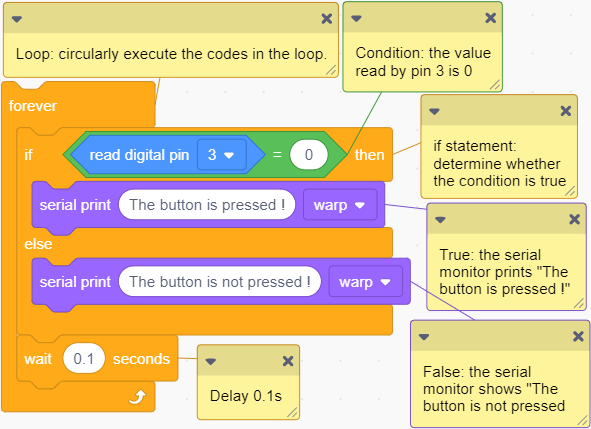 Loop: circularly execute the codes in the loop.
Condition: the value
read by pin 3 is 0
forever
if read digital pin 3 = 0 then
if statement:
determine whether
the condition is true
serial print The button is pressed ! warp
True: the serial
monitor prints "The
button is pressed !"
else
serial print The button is not pressed ! warp
False: the serial
monitor shows "The
button is not pressed
wait 0.1 seconds
Delay 0.1s